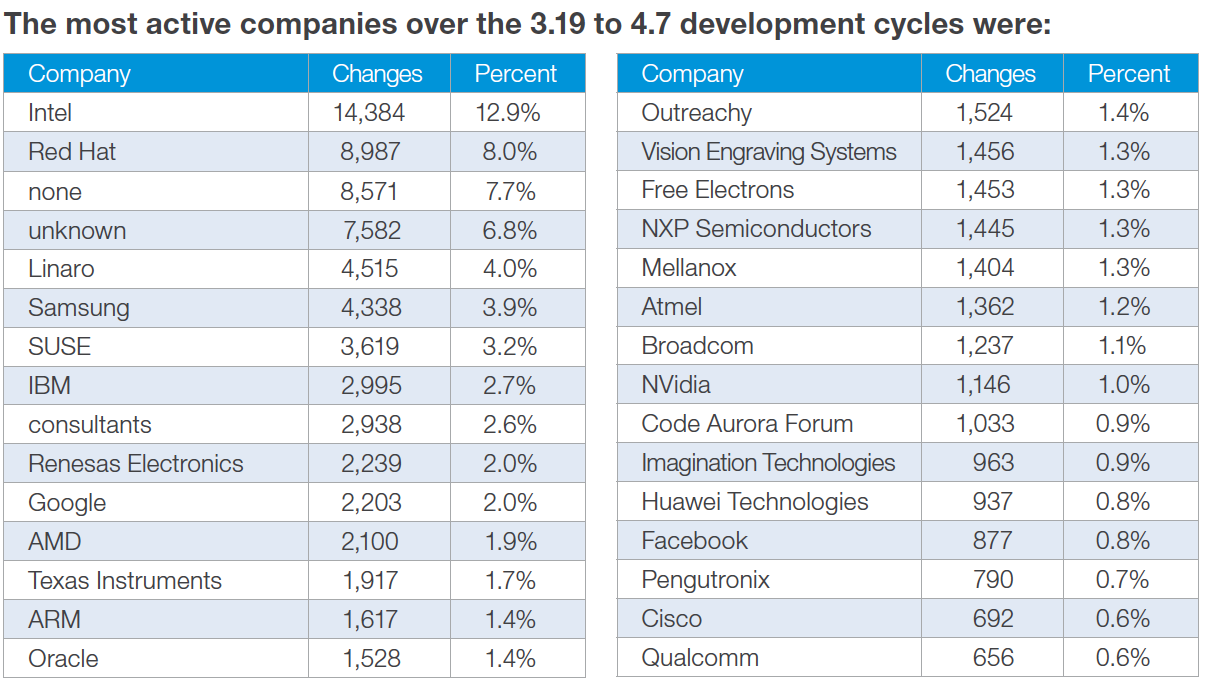 The most active companies over the 3.19 to 4.7 development cycles were:
Company Changes Percent
Intel 14,384 12.9%
Red Hat 8,987 8.0%
none 8,571 7.7%
unknown 7,582 6.8%
Linaro 4,515 4.0%
Samsung 4,338 3.9%
SUSE 3,619 3.2%
IBM 2,995 2.7%
consultants 2,938 2.6%
Renesas Electronics 2,239 2.0%
Google 2,203 2.0%
AMD 2,100 1.9%
Texas Instruments 1,917 1.7%
ARM 1,617 1.4%
Oracle 1,528 1.4%
Company Changes Percent
Outreachy 1,524 1.4%
Vision Engraving Systems 1,456 1.3%
Free Electrons 1,453 1.3%
NXP Semiconductors 1,445 1.3%
Mellanox 1,404 1.3%
Atmel 1,362 1.2%
Broadcom 1,237 1.1%
NVidia 1,146 1.0%
Code Aurora Forum 1,033 0.9%
Imagination Technologies 963 0.9%
Huawei Technologies 937 0.8%
Facebook 877 0.8%
Pengutronix 790 0.7%
Cisco 692 0.6%
Qualcomm 656 0.6%